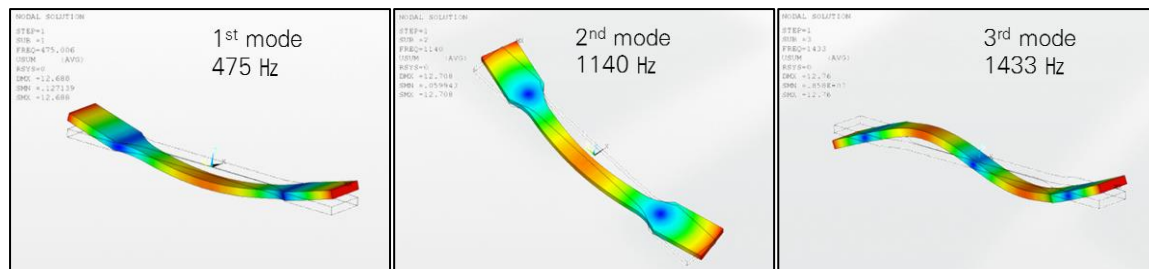 NODAL SOLUTION
STEP=1
SUB =1
FREQ=475.006
USUM (AVG)
RSYS=0
DMX =12.688
SMN =.127139
SMX =12.688
1st mode
475 Hz
NODAL SOLUTION
STEP=1
SUB =2
FREQ=1140
USUM (AVG)
RSYS=0
DMX =12.708
SMN =.059942
SMX =12.708
2nd mode
1140 Hz
NODAL SOLUTION
STEP=1
SUB =3
FREQ=1433
USUM (AVG)
RSYS=0
DMX =12.76
SMX =12.76
3rd mode
1433 Hz